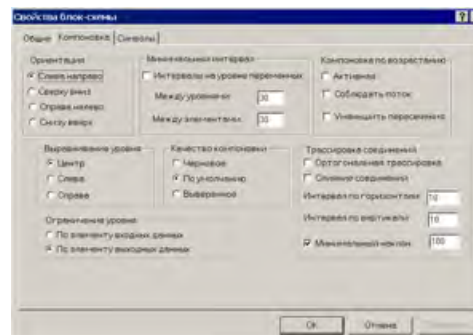 Свойства блок-схемы
Общие Компоновка Символы
Ориентация
Слева направо
Сверху вниз
Справа налево
Снизу вверх
Минимальный интервал
Интервалы на уровне переменных
Между уровнями 30
Между элементами 30
Компоновка по возрастанию
Активная
Соблюдать поток
Уменьшить пересечения
Выравнивание уровня
Центр
Слева
Справа
Качество компоновки
Черновое
По умолчанию
Выверенное
Трассировка соединений
Ортогональная трассировка
Слияние соединений
Интервал по горизонтали 10
Интервал по вертикали 10
Минимальный наклон 100
Ограничение уровня
По элементу входных данных
По элементу выходных данных
OK Отмена